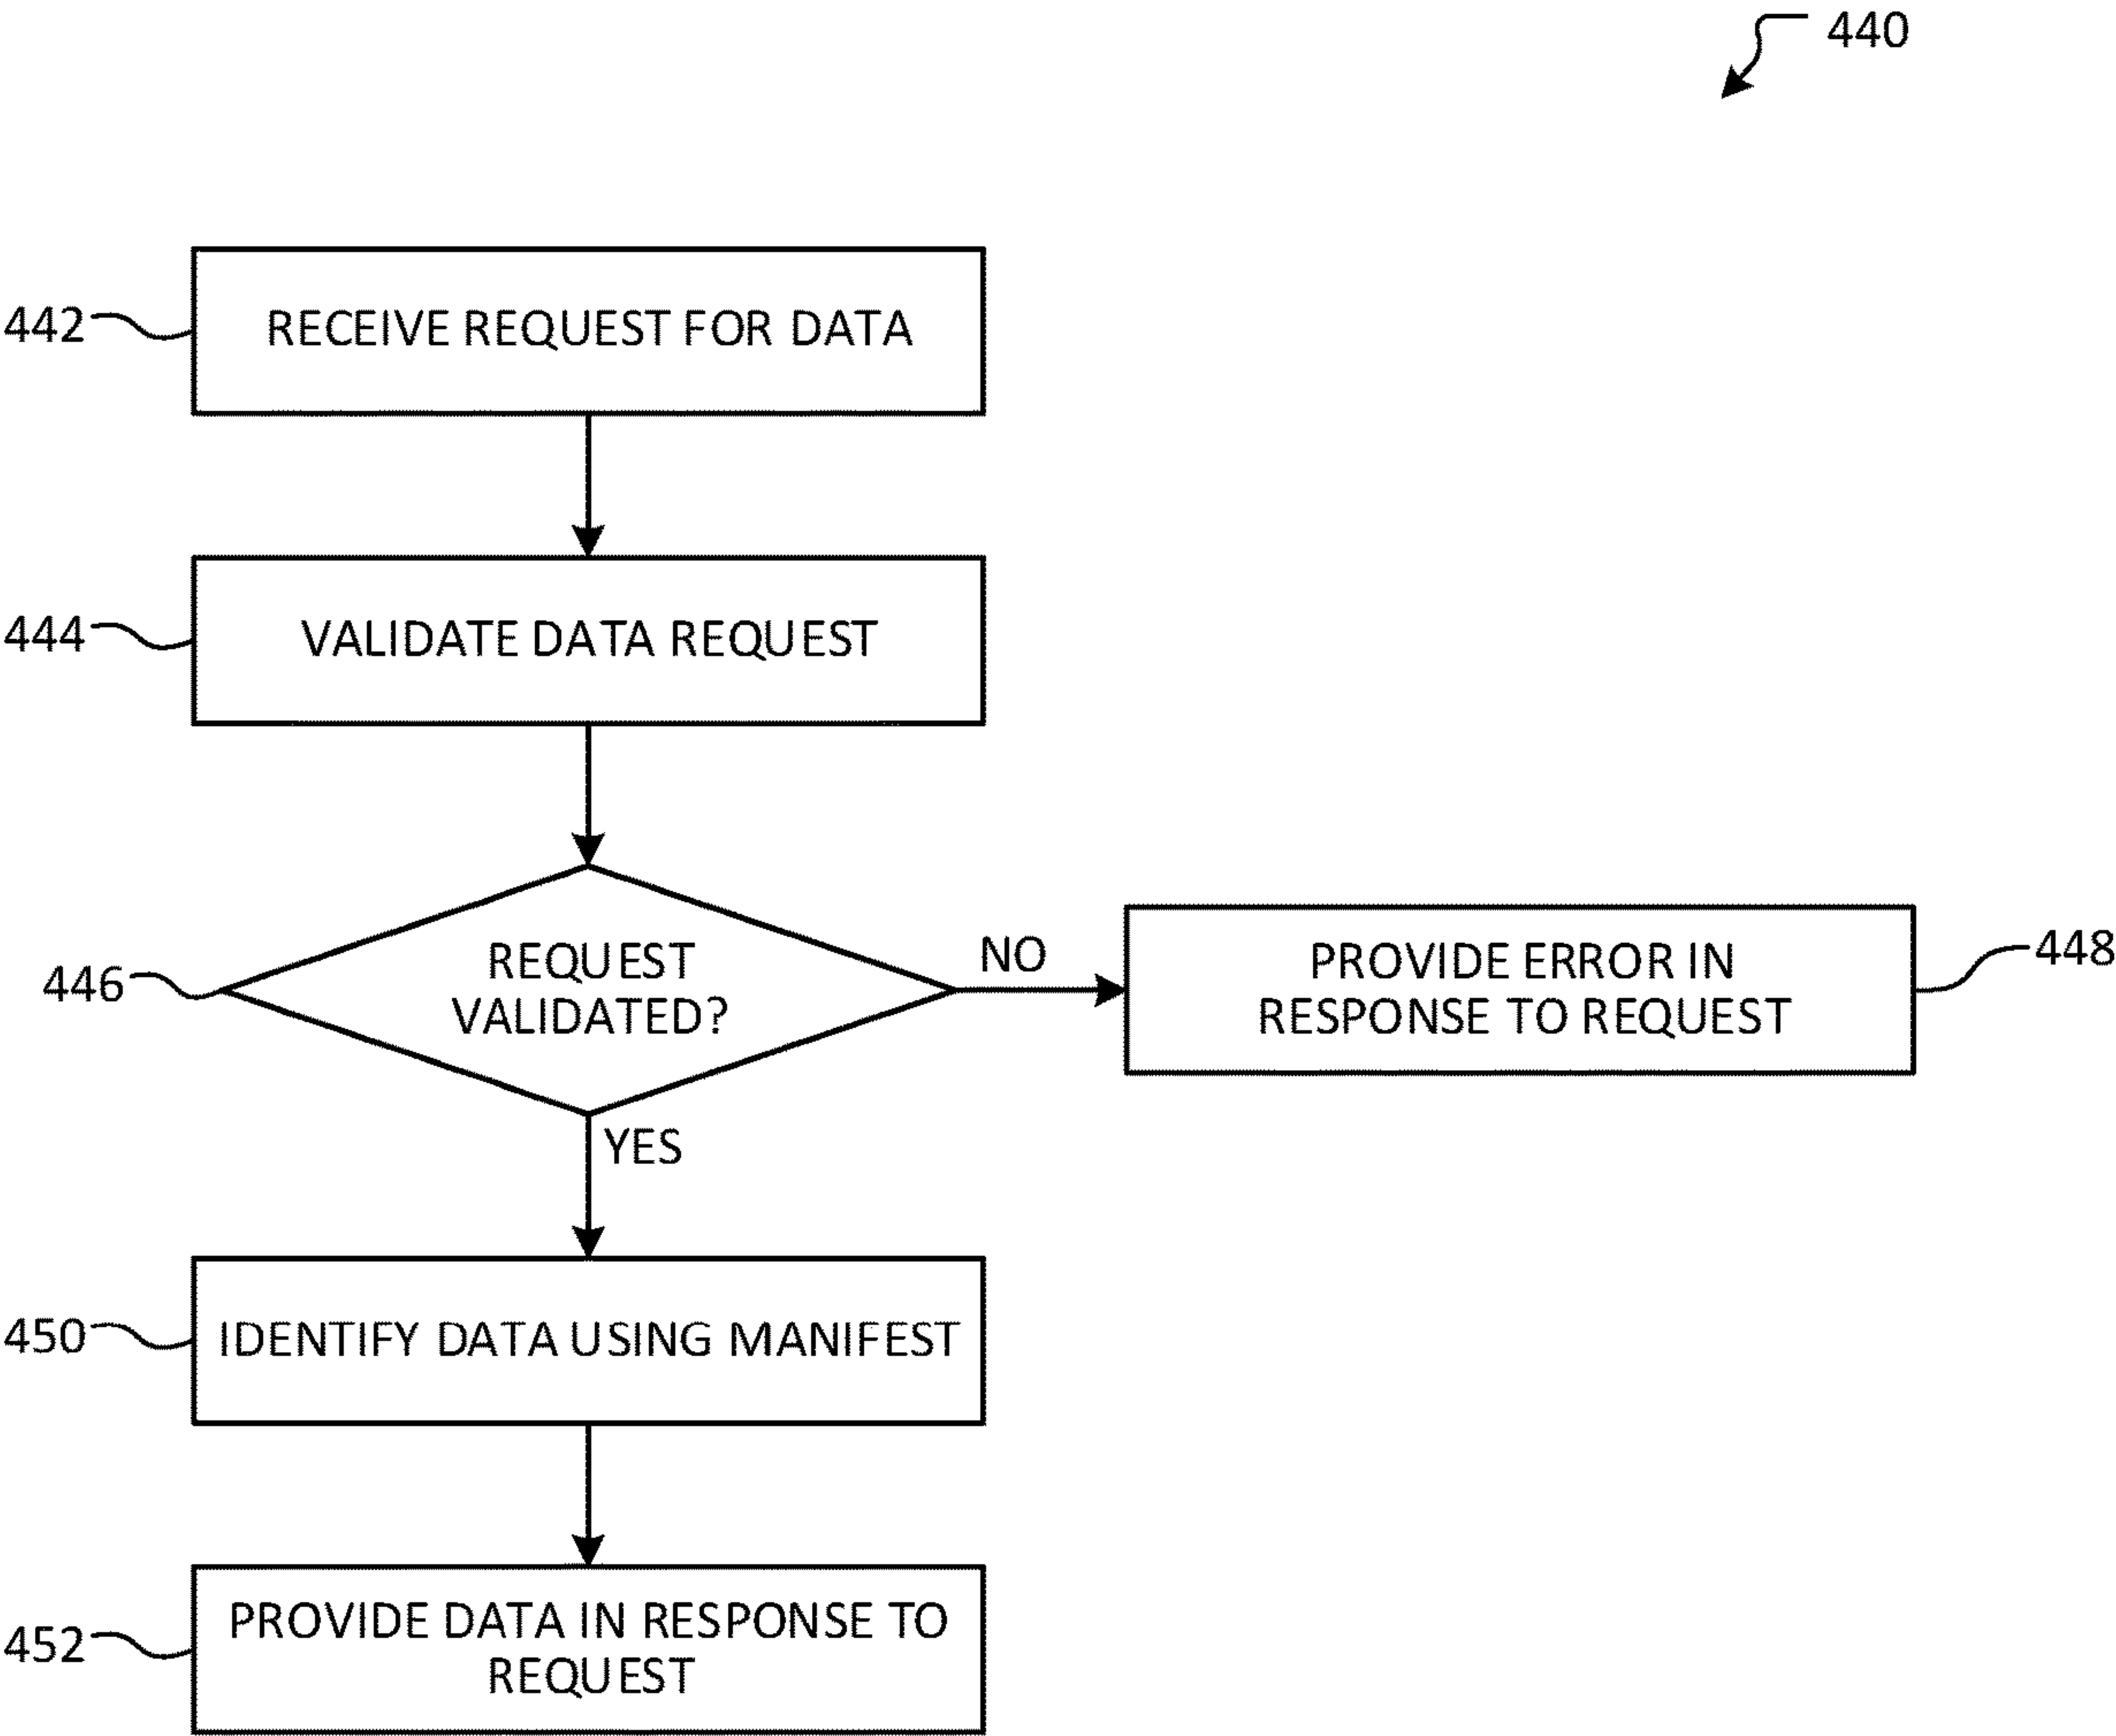 440
442
RECEIVE REQUEST FOR DATA
444
VALIDATE DATA REQUEST
446
REQUEST
VALIDATED?
NO
PROVIDE ERROR IN
RESPONSE TO REQUEST
448
YES
450
IDENTIFY DATA USING MANIFEST
452
PROVIDE DATA IN RESPONSE TO
REQUEST